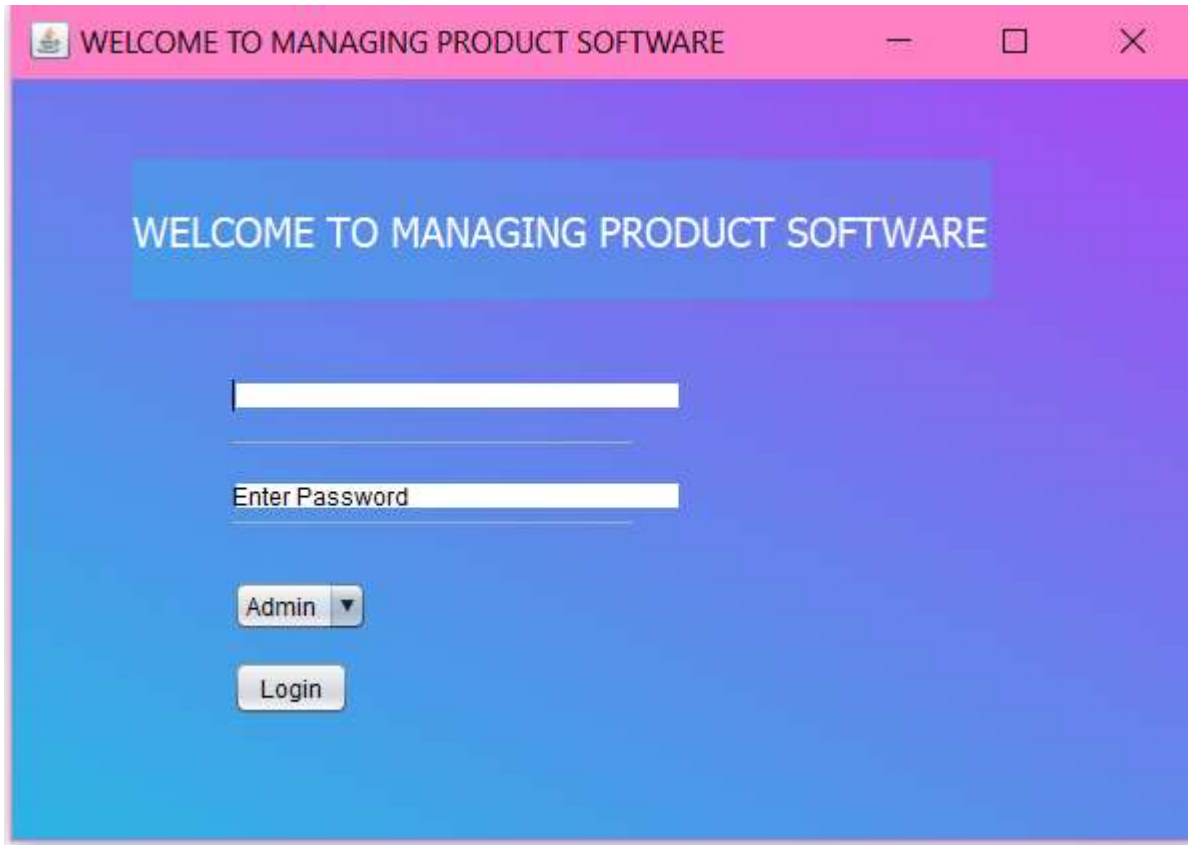 WELCOME TO MANAGING PRODUCT SOFTWARE
WELCOME TO MANAGING PRODUCT SOFTWARE
Enter Password
Admin
Login